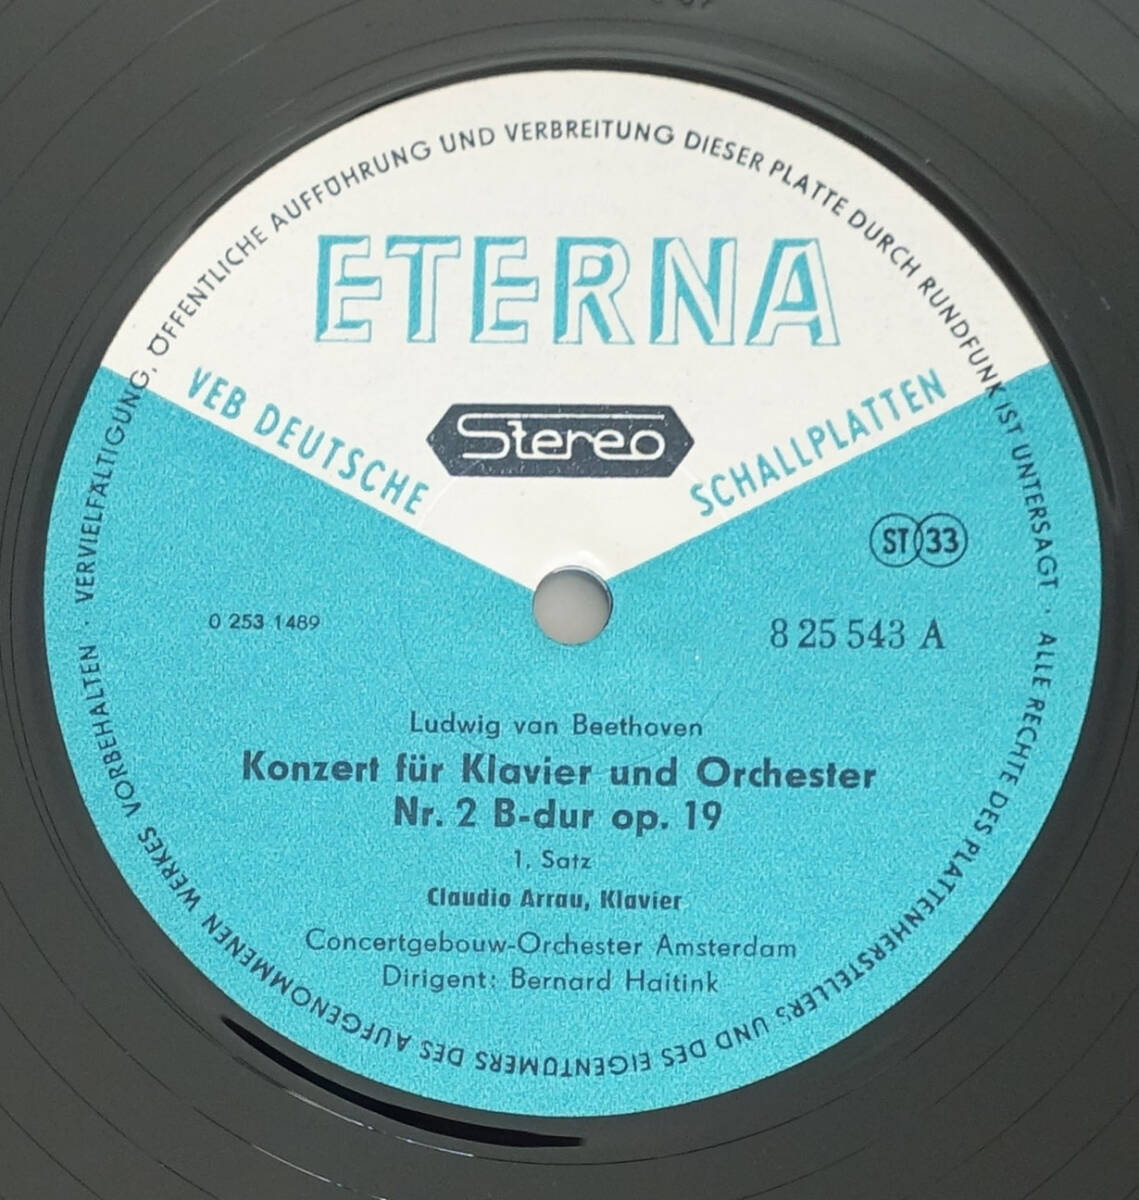 ALLE RECHTE DES PLATTENHERSTELLERS UND DES EIGENTÜMERS DES AUFGENOMMENEN WERKES VORBEHALTEN · VERVIELFÄLTIGUNG, ÖFFENTLICHE AUFFÜHRUNG UND VERBREITUNG DIESER PLATTE DURCH RUNDFUNK IST UNTERSAGT ·
ETERNA
VEB DEUTSCHE SCHALLPLATTEN
Stereo
ST 33
0 253 1489
8 25 543 A
Ludwig van Beethoven
Konzert für Klavier und Orchester
Nr. 2 B-dur op. 19
1. Satz
Claudio Arrau, Klavier
Concertgebouw-Orchester Amsterdam
Dirigent: Bernard Haitink